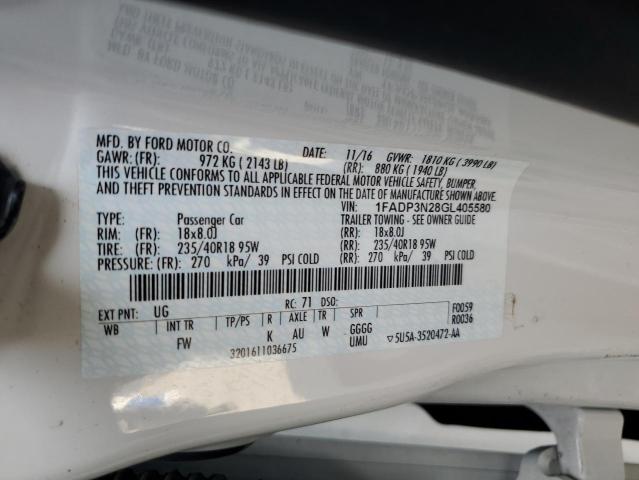 MFD. BY FORD MOTOR CO.
DATE: 11/16 GVWR: 1810 KG ( 3990 LB)
GAWR: (FR): 972 KG ( 2143 LB) (RR): 880 KG ( 1940 LB)
THIS VEHICLE CONFORMS TO ALL APPLICABLE FEDERAL MOTOR VEHICLE SAFETY, BUMPER,
AND THEFT PREVENTION STANDARDS IN EFFECT ON THE DATE OF MANUFACTURE SHOWN ABOVE.
VIN: 1FADP3N28GL405580
TYPE: Passenger Car TRAILER TOWING - SEE OWNER GUIDE
RIM: (FR): 18x8.0J (RR): 18x8.0J
TIRE: (FR): 235/40R18 95W (RR): 235/40R18 95W
PRESSURE: (FR): 270 kPa/ 39 PSI COLD (RR): 270 kPa/ 39 PSI COLD
EXT PNT: UG RC: 71 DSO: F0059
WB INT TR TP/PS R AXLE TR SPR R0036
FW K AU W GGGG
3201611036675 UMU ▽5U5A-3520472-AA